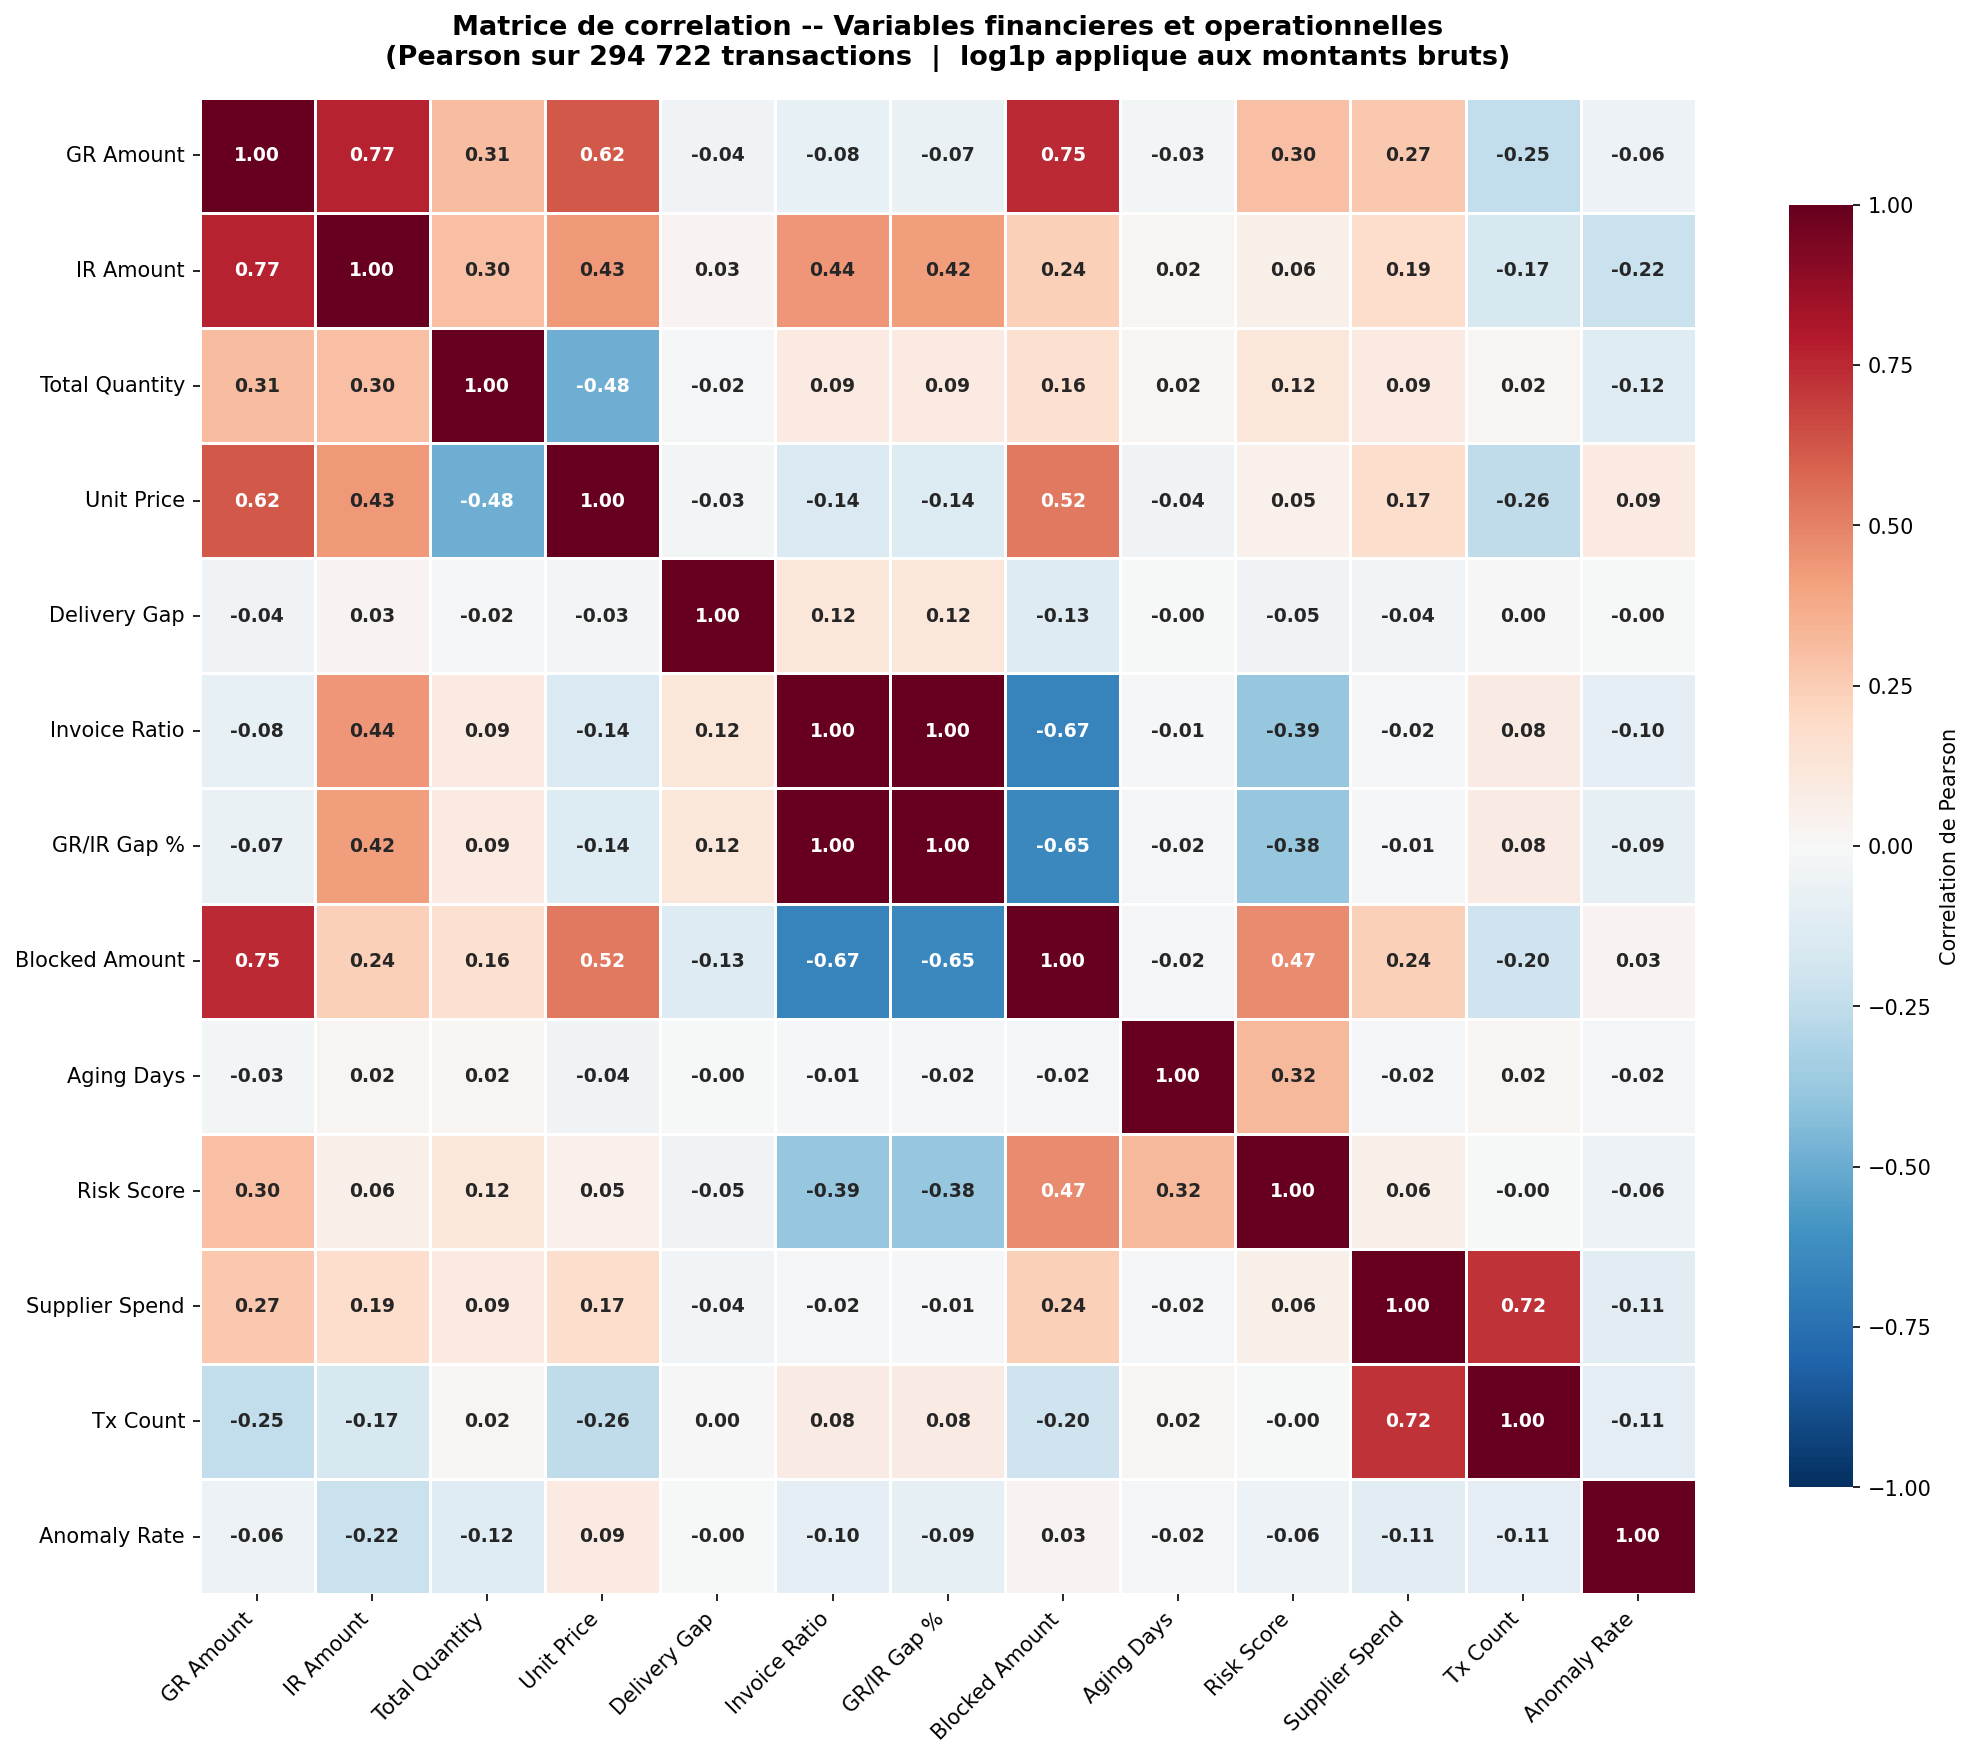 Matrice de correlation -- Variables financieres et operationnelles
(Pearson sur 294 722 transactions  |  log1p applique aux montants bruts)
GR Amount 1.00 0.77 0.31 0.62 -0.04 -0.08 -0.07 0.75 -0.03 0.30 0.27 -0.25 -0.06
IR Amount 0.77 1.00 0.30 0.43 0.03 0.44 0.42 0.24 0.02 0.06 0.19 -0.17 -0.22
Total Quantity 0.31 0.30 1.00 -0.48 -0.02 0.09 0.09 0.16 0.02 0.12 0.09 0.02 -0.12
Unit Price 0.62 0.43 -0.48 1.00 -0.03 -0.14 -0.14 0.52 -0.04 0.05 0.17 -0.26 0.09
Delivery Gap -0.04 0.03 -0.02 -0.03 1.00 0.12 0.12 -0.13 -0.00 -0.05 -0.04 0.00 -0.00
Invoice Ratio -0.08 0.44 0.09 -0.14 0.12 1.00 1.00 -0.67 -0.01 -0.39 -0.02 0.08 -0.10
GR/IR Gap % -0.07 0.42 0.09 -0.14 0.12 1.00 1.00 -0.65 -0.02 -0.38 -0.01 0.08 -0.09
Blocked Amount 0.75 0.24 0.16 0.52 -0.13 -0.67 -0.65 1.00 -0.02 0.47 0.24 -0.20 0.03
Aging Days -0.03 0.02 0.02 -0.04 -0.00 -0.01 -0.02 -0.02 1.00 0.32 -0.02 0.02 -0.02
Risk Score 0.30 0.06 0.12 0.05 -0.05 -0.39 -0.38 0.47 0.32 1.00 0.06 -0.00 -0.06
Supplier Spend 0.27 0.19 0.09 0.17 -0.04 -0.02 -0.01 0.24 -0.02 0.06 1.00 0.72 -0.11
Tx Count -0.25 -0.17 0.02 -0.26 0.00 0.08 0.08 -0.20 0.02 -0.00 0.72 1.00 -0.11
Anomaly Rate -0.06 -0.22 -0.12 0.09 -0.00 -0.10 -0.09 0.03 -0.02 -0.06 -0.11 -0.11 1.00
GR Amount
IR Amount
Total Quantity
Unit Price
Delivery Gap
Invoice Ratio
GR/IR Gap %
Blocked Amount
Aging Days
Risk Score
Supplier Spend
Tx Count
Anomaly Rate
1.00
0.75
0.50
0.25
0.00
−0.25
−0.50
−0.75
−1.00
Correlation de Pearson